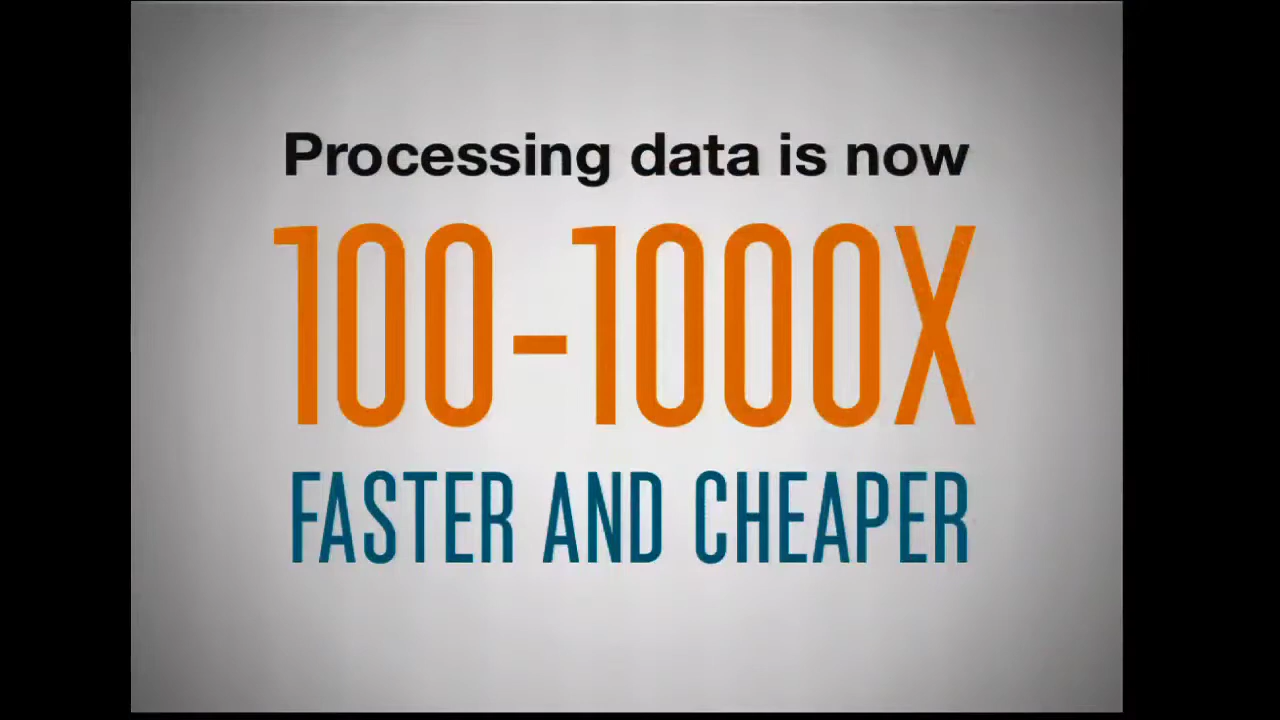 Processing data is now
100-1000X
FASTER AND CHEAPER